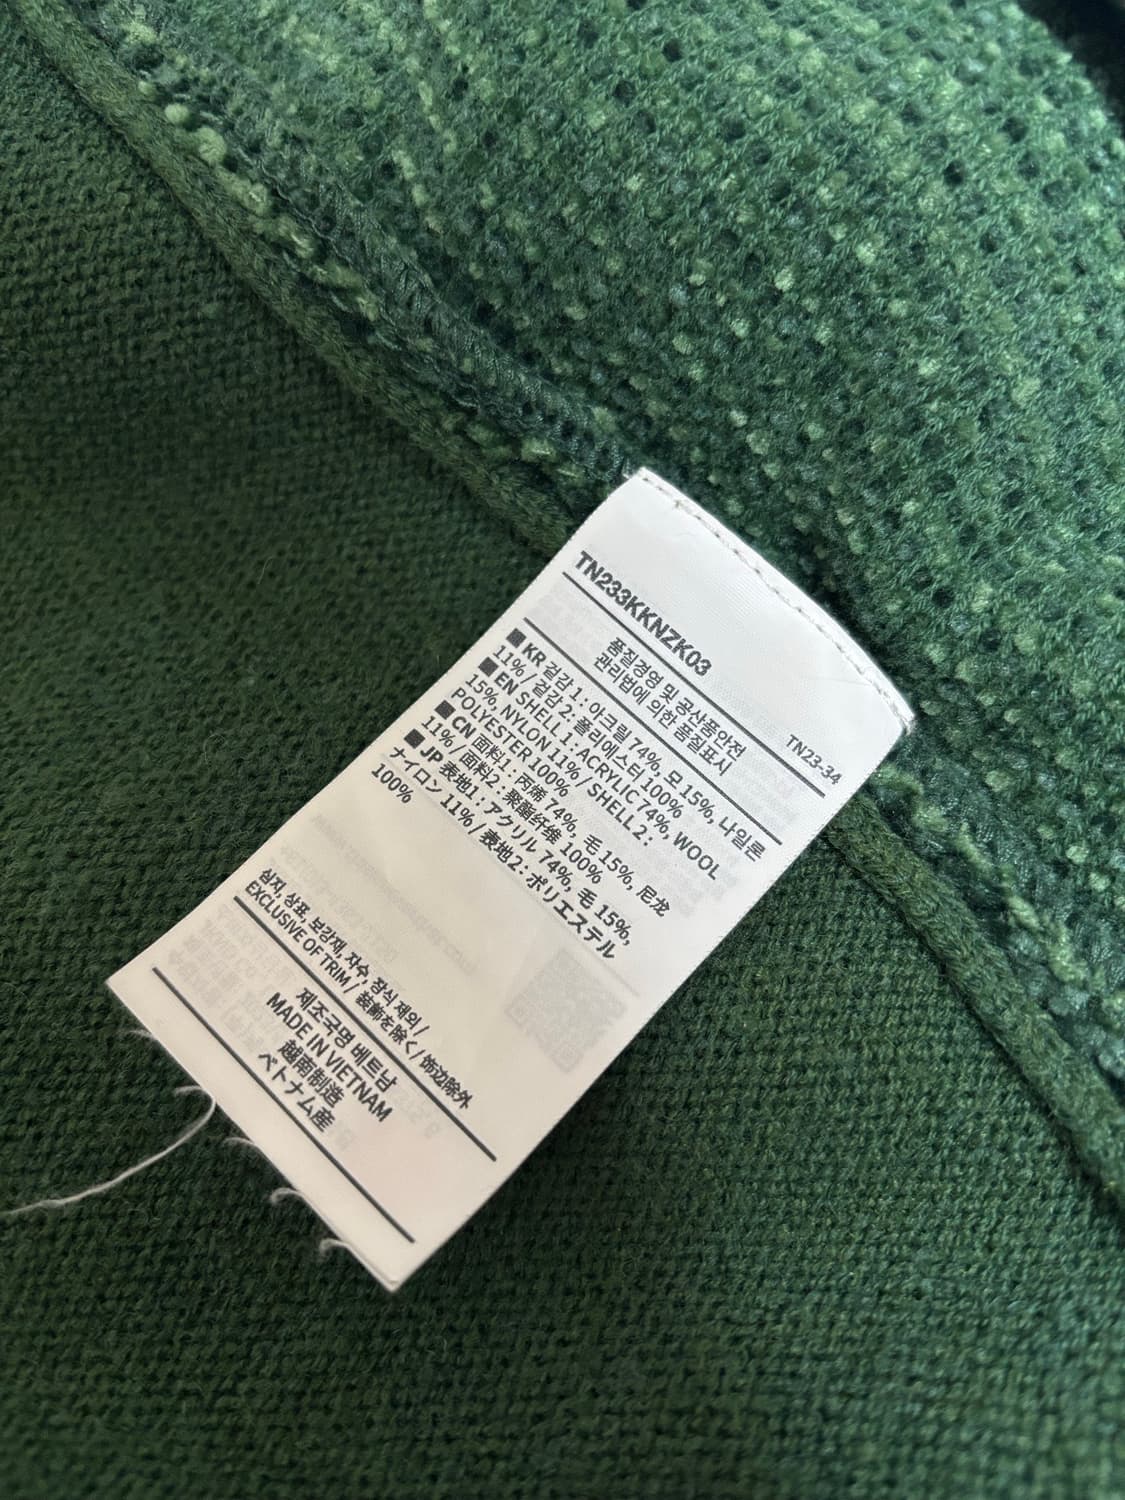 TN233KKNZK03
TN23-34
품질경영 및 공산품안전
관리법에 의한 품질표시
■ KR 겉감 1 : 아크릴 74%, 모 15%, 나일론
11% / 겉감 2: 폴리에스터 100%
■ EN SHELL 1 : ACRYLIC 74%, WOOL
15%, NYLON 11% / SHELL 2 :
POLYESTER 100%
■ CN 面料1 : 丙烯 74%, 毛 15%, 尼龙
11% / 面料2 : 聚酯纤维 100%
■ JP 表地1 : アクリル 74%, 毛 15%,
ナイロン 11% / 表地2 : ポリエステル
100%
심지, 상표, 보강재, 자수, 장식 제외/
EXCLUSIVE OF TRIM / 装飾を除く / 饰边除外
제조국명 베트남
MADE IN VIETNAM
越南制造
ベトナム産